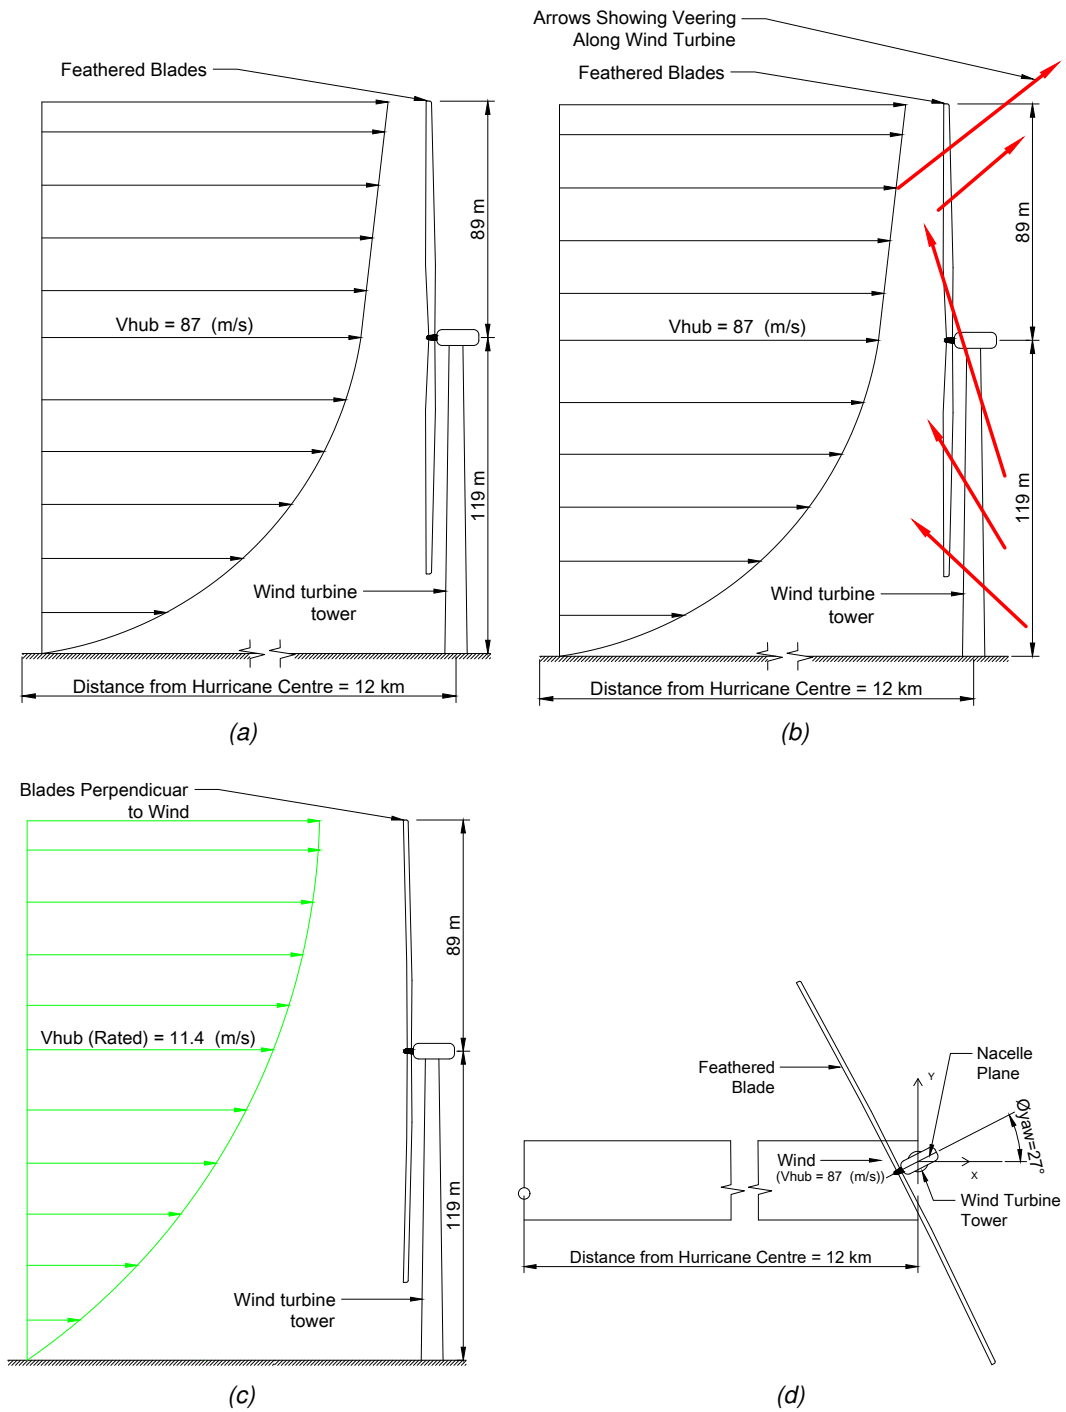 Feathered Blades
89 m
Vhub = 87 (m/s)
119 m
Wind turbine
tower
Distance from Hurricane Centre = 12 km
(a)
Arrows Showing Veering
Along Wind Turbine
Feathered Blades
89 m
Vhub = 87 (m/s)
119 m
Wind turbine
tower
Distance from Hurricane Centre = 12 km
(b)
Blades Perpendicuar
to Wind
89 m
Vhub (Rated) = 11.4 (m/s)
119 m
Wind turbine
tower
(c)
Feathered
Blade
Nacelle
Plane
Y
Øyaw=27°
Wind
(Vhub = 87 (m/s))
X
Wind Turbine
Tower
Distance from Hurricane Centre = 12 km
(d)